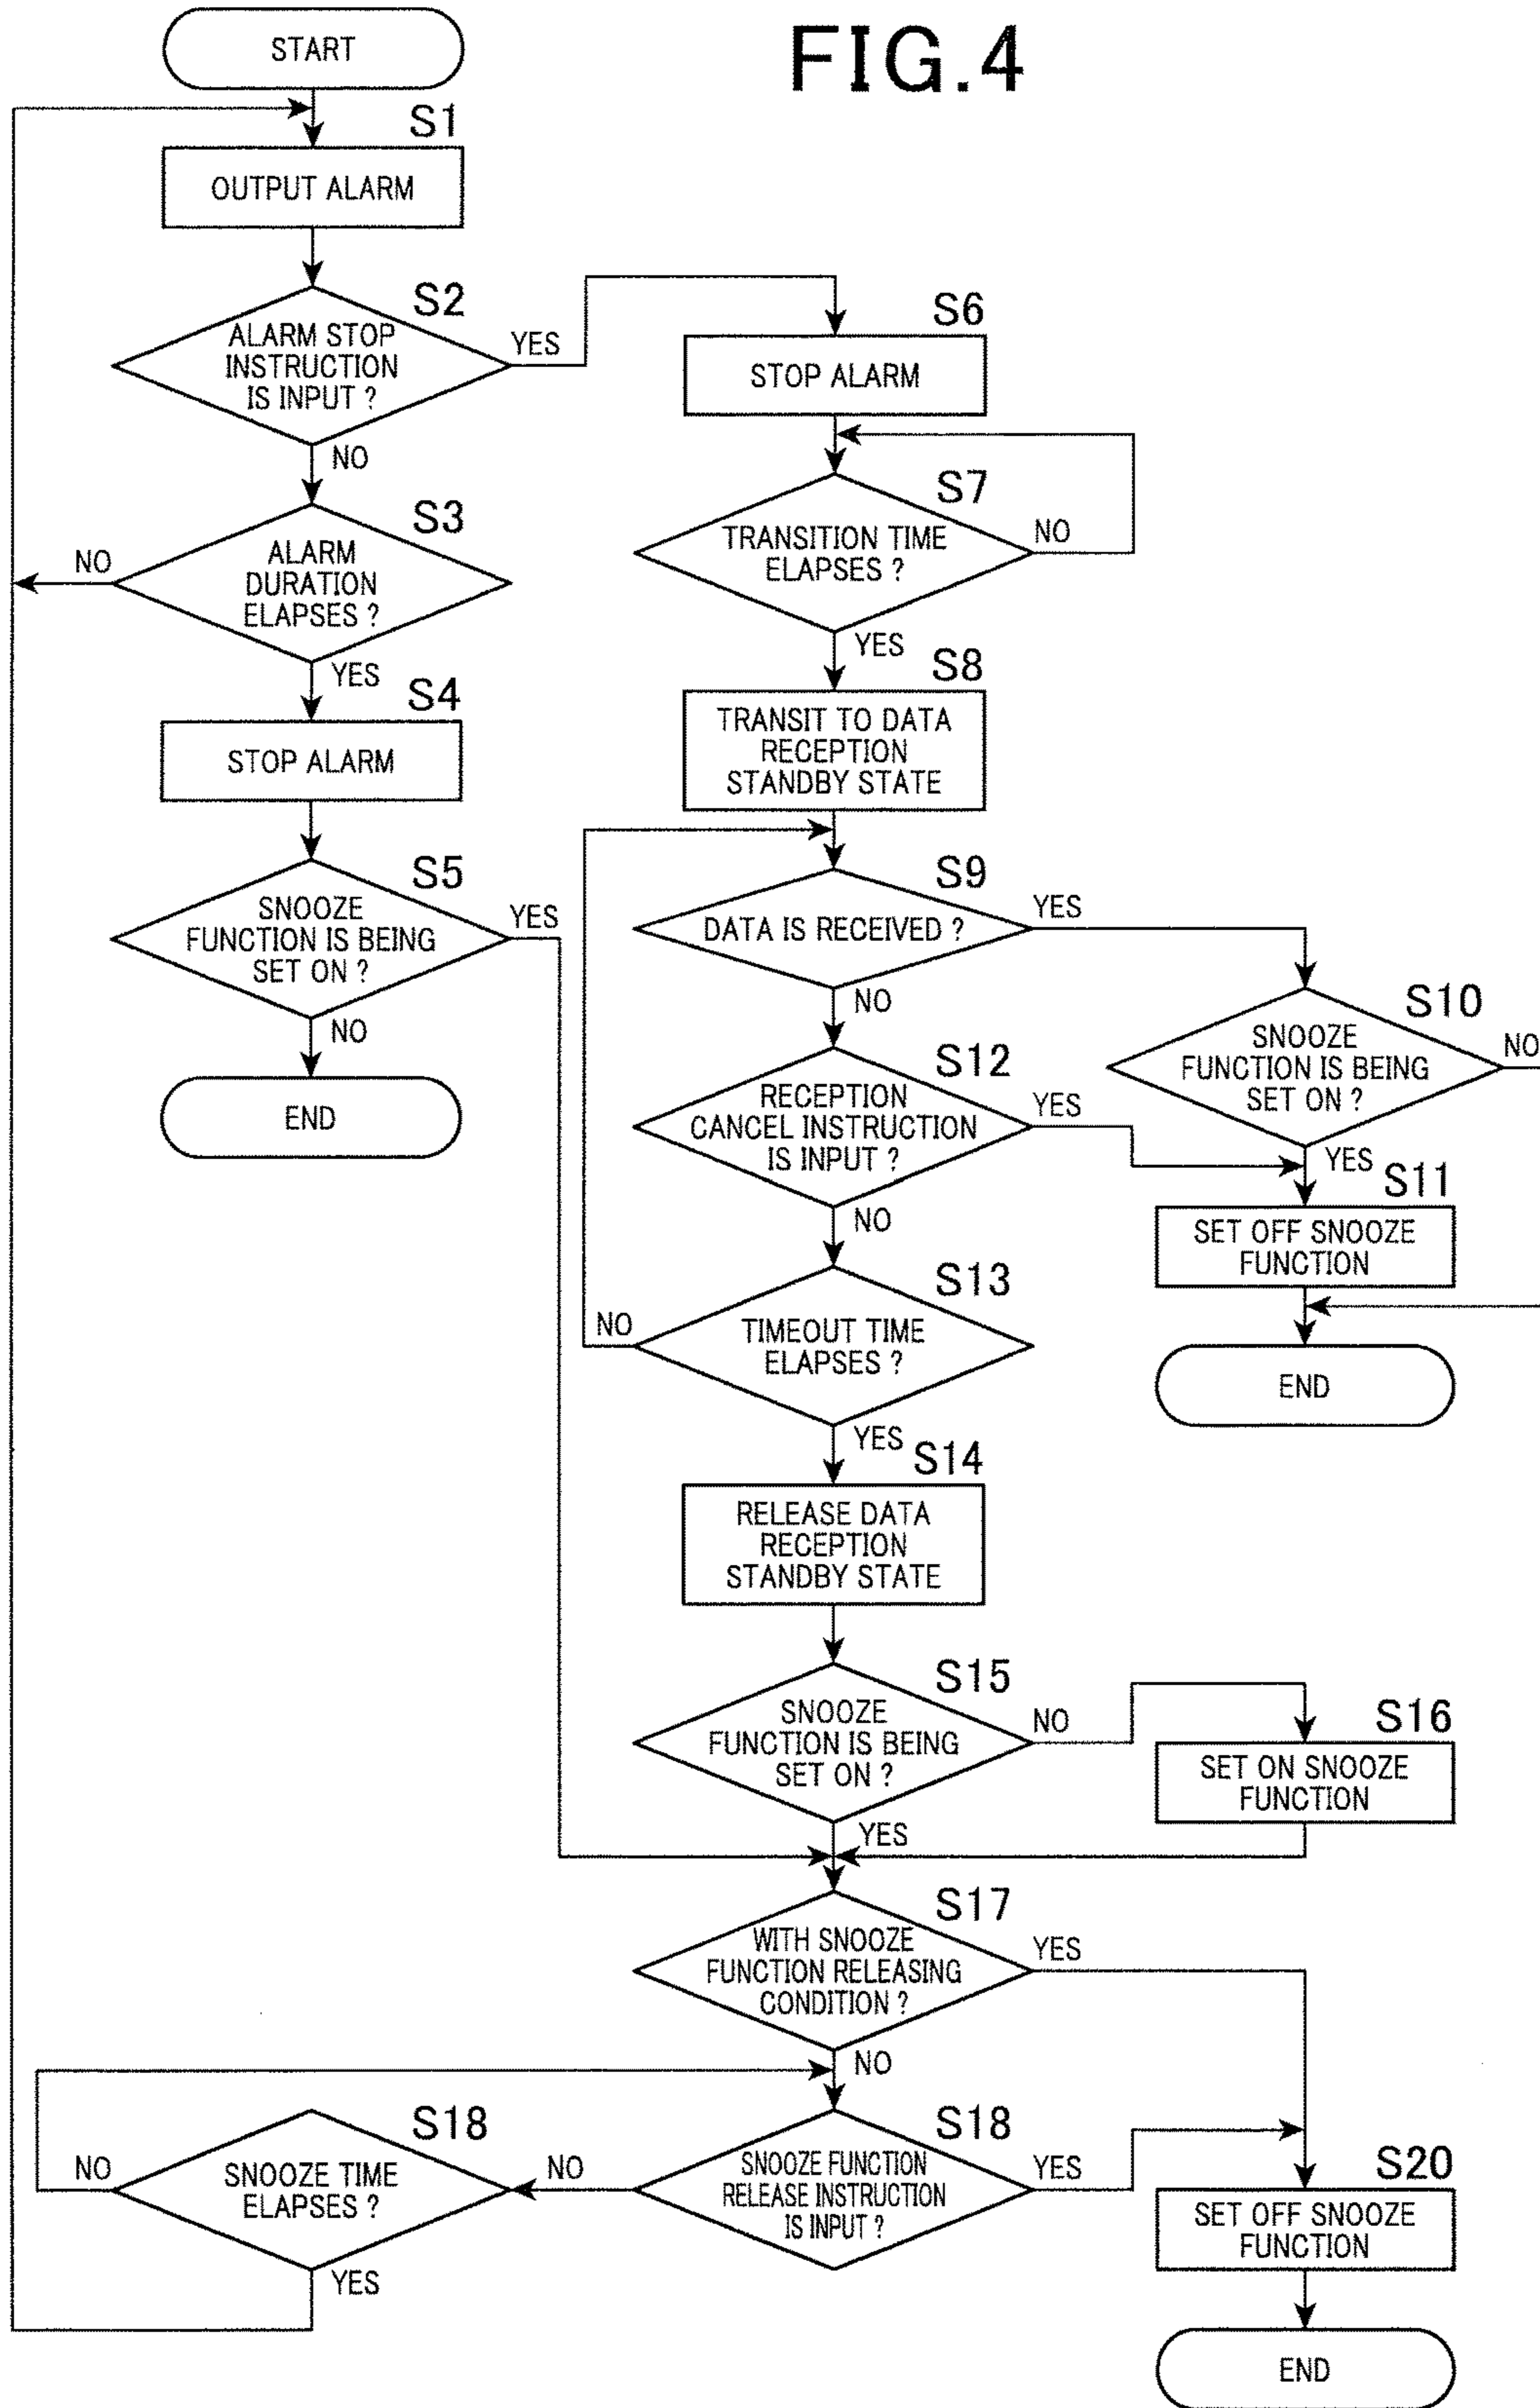 FIG.4
START
S1
OUTPUT ALARM
S2
ALARM STOP
INSTRUCTION
IS INPUT ?
YES
NO
S3
ALARM
DURATION
ELAPSES ?
NO
YES
S4
STOP ALARM
S5
SNOOZE
FUNCTION IS BEING
SET ON ?
YES
NO
END
S6
STOP ALARM
S7
TRANSITION TIME
ELAPSES ?
NO
YES
S8
TRANSIT TO DATA
RECEPTION
STANDBY STATE
S9
DATA IS RECEIVED ?
YES
NO
S10
SNOOZE
FUNCTION IS BEING
SET ON ?
NO
YES
S11
SET OFF SNOOZE
FUNCTION
END
S12
RECEPTION
CANCEL INSTRUCTION
IS INPUT ?
YES
NO
S13
TIMEOUT TIME
ELAPSES ?
NO
YES
S14
RELEASE DATA
RECEPTION
STANDBY STATE
S15
SNOOZE
FUNCTION IS BEING
SET ON ?
NO
YES
S16
SET ON SNOOZE
FUNCTION
S17
WITH SNOOZE
FUNCTION RELEASING
CONDITION ?
YES
NO
S18
SNOOZE FUNCTION
RELEASE INSTRUCTION
IS INPUT ?
YES
NO
S18
SNOOZE TIME
ELAPSES ?
NO
YES
S20
SET OFF SNOOZE
FUNCTION
END